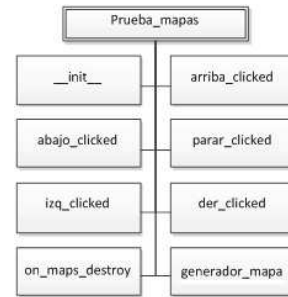 Prueba_mapas
__init__
arriba_clicked
abajo_clicked
parar_clicked
izq_clicked
der_clicked
on_maps_destroy
generador_mapa